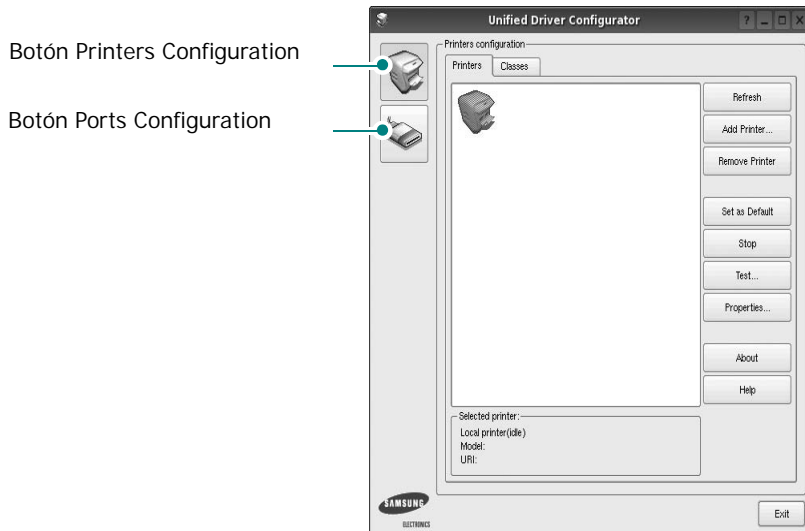 Unified Driver Configurator
Botón Printers Configuration
Botón Ports Configuration
Printers configuration
Printers Classes
Refresh
Add Printer...
Remove Printer
Set as Default
Stop
Test...
Properties...
About
Help
Selected printer:
Local printer(idle)
Model:
URI:
SAMSUNG
ELECTRONICS
Exit